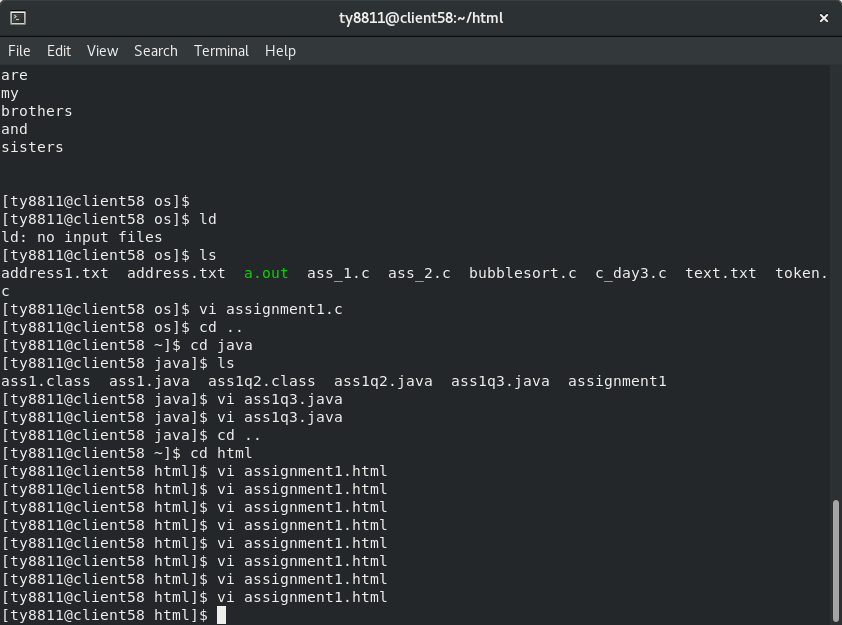 ty8811@client58:~/html
File Edit View Search Terminal Help
are
my
brothers
and
sisters
[ty8811@client58 os]$
[ty8811@client58 os]$ ld
ld: no input files
[ty8811@client58 os]$ ls
address1.txt  address.txt  a.out  ass_1.c  ass_2.c  bubblesort.c  c_day3.c  text.txt  token.
c
[ty8811@client58 os]$ vi assignment1.c
[ty8811@client58 os]$ cd ..
[ty8811@client58 ~]$ cd java
[ty8811@client58 java]$ ls
ass1.class  ass1.java  ass1q2.class  ass1q2.java  ass1q3.java  assignment1
[ty8811@client58 java]$ vi ass1q3.java
[ty8811@client58 java]$ vi ass1q3.java
[ty8811@client58 java]$ cd ..
[ty8811@client58 ~]$ cd html
[ty8811@client58 html]$ vi assignment1.html
[ty8811@client58 html]$ vi assignment1.html
[ty8811@client58 html]$ vi assignment1.html
[ty8811@client58 html]$ vi assignment1.html
[ty8811@client58 html]$ vi assignment1.html
[ty8811@client58 html]$ vi assignment1.html
[ty8811@client58 html]$ vi assignment1.html
[ty8811@client58 html]$ vi assignment1.html
[ty8811@client58 html]$